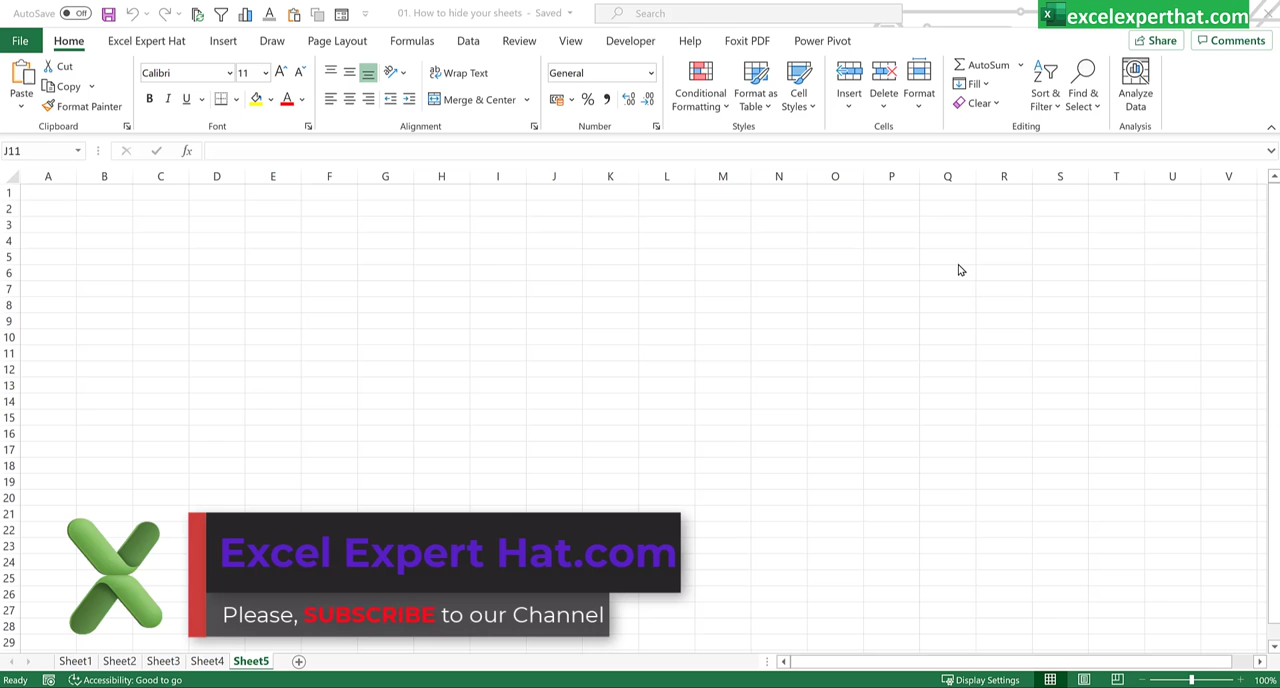 AutoSave Off 01. How to hide your sheets - Saved Search excelexperthat.com
File Home Excel Expert Hat Insert Draw Page Layout Formulas Data Review View Developer Help Foxit PDF Power Pivot Share Comments
Paste Cut Copy Format Painter Clipboard
Calibri 11 B I U A Font
Wrap Text Merge & Center Alignment
General % , Number
Conditional Formatting Format as Table Cell Styles Styles
Insert Delete Format Cells
AutoSum Fill Clear Sort & Filter Find & Select Editing
Analyze Data Analysis
J11 fx
A B C D E F G H I J K L M N O P Q R S T U V
1
2
3
4
5
6
7
8
9
10
11
12
13
14
15
16
17
18
19
20
21
22
23
24
25
26
27
28
29
Excel Expert Hat.com
Please, SUBSCRIBE to our Channel
Sheet1 Sheet2 Sheet3 Sheet4 Sheet5
Ready Accessibility: Good to go Display Settings 100%